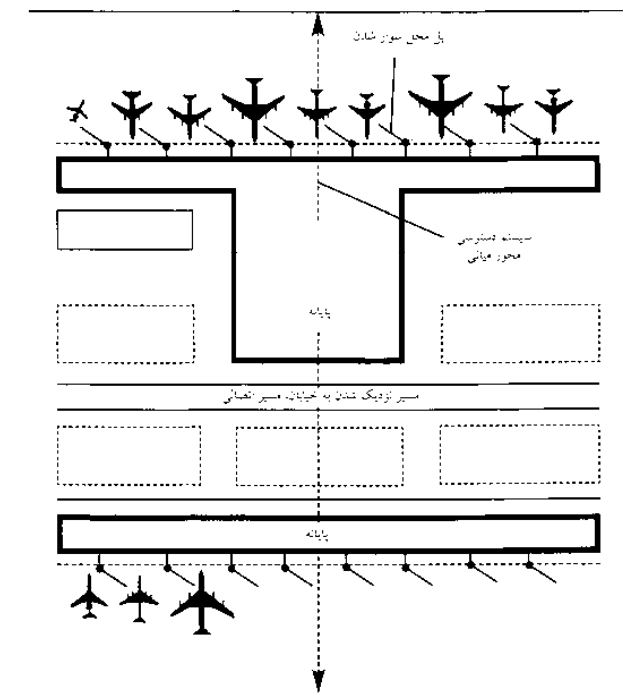 پل محل سوار شدن
سیستم دسترسی
محور میانی
پایانه
مسیر نزدیک شدن به خیابان، مسیر اتصالی
پایانه